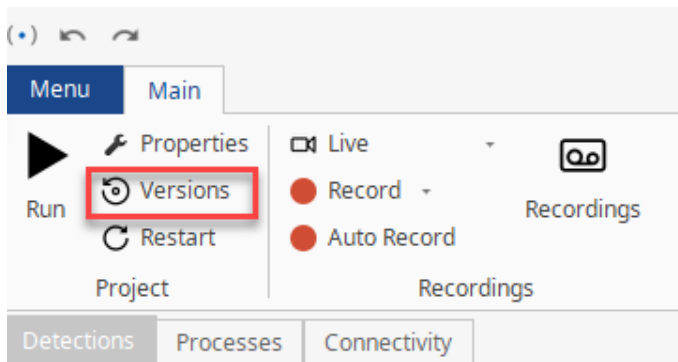 Menu Main
Properties Live
Versions Record
Run Recordings
Restart Auto Record
Project Recordings
Detections Processes Connectivity